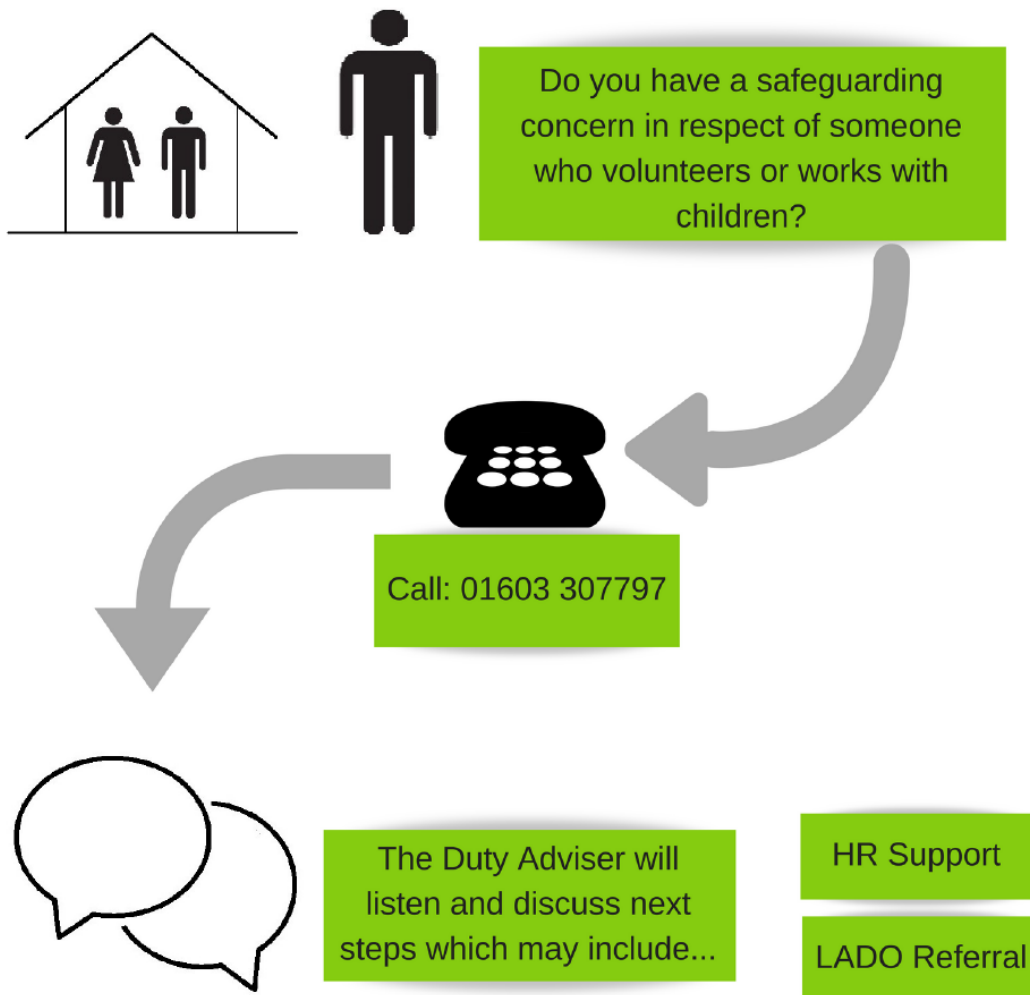 Do you have a safeguarding
concern in respect of someone
who volunteers or works with
children?
Call: 01603 307797
The Duty Adviser will
listen and discuss next
steps which may include...
HR Support
LADO Referral